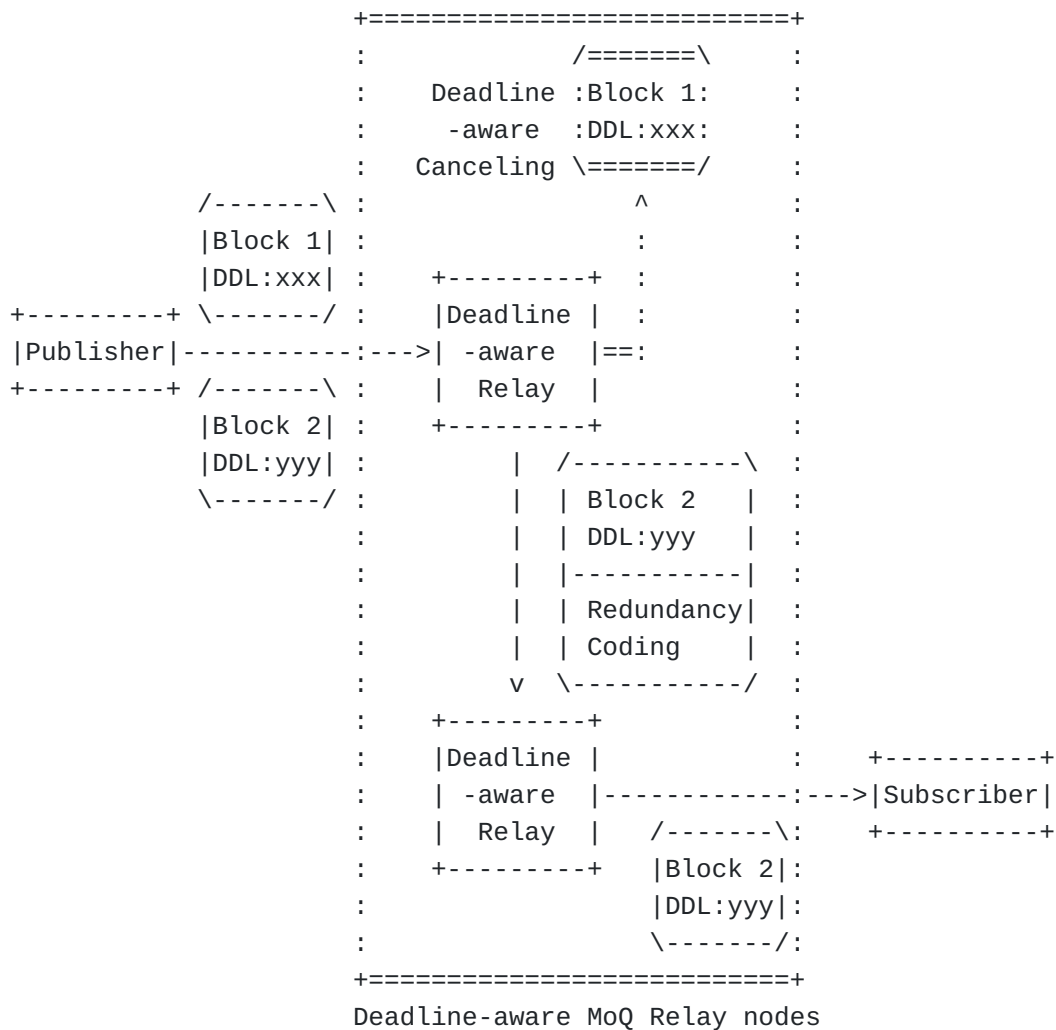 Deadline :Block 1:
-aware :DDL:xxx:
Canceling
|Block 1|
|DDL:xxx|
|Deadline |
|Publisher| | -aware |
| Relay |
|Block 2|
|DDL:yyy|
| Block 2 |
| DDL:yyy |
| Redundancy|
| Coding |
|Deadline |
| -aware | |Subscriber|
| Relay |
|Block 2|
|DDL:yyy|
Deadline-aware MoQ Relay nodes